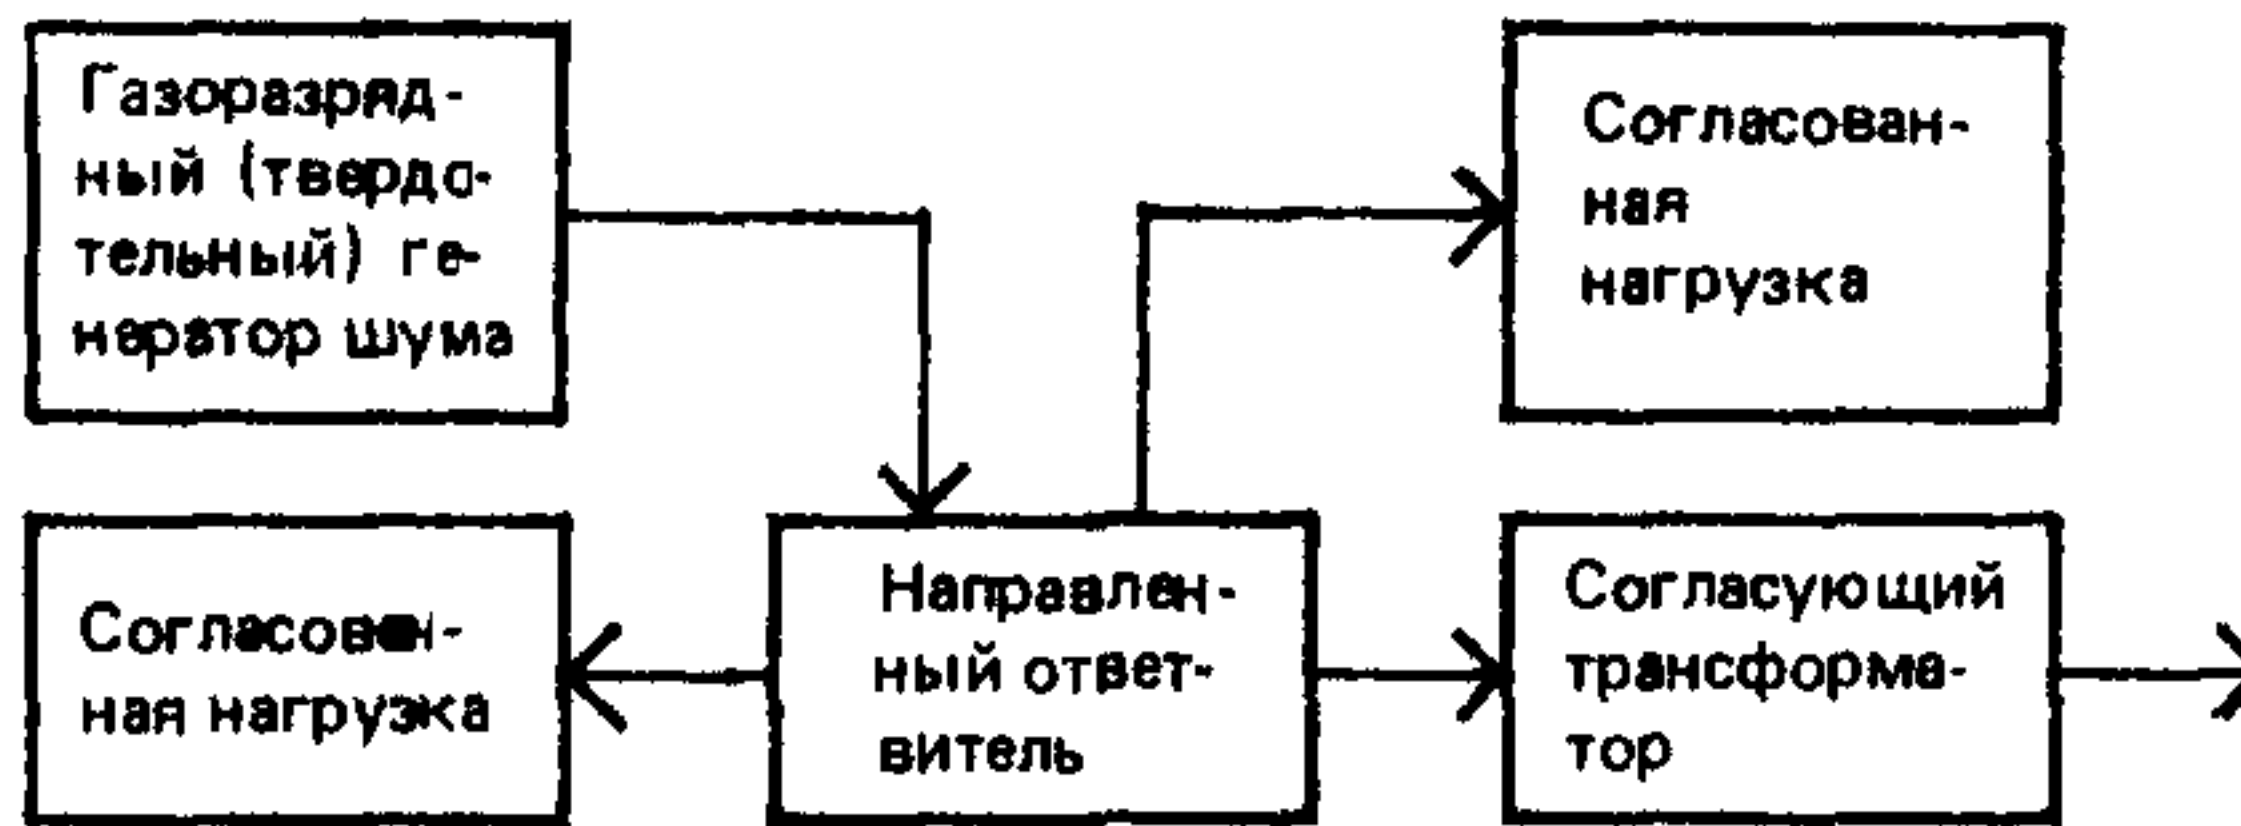 Газоразряд-
ный (твердо-
тельный) ге-
нератор шума
Согласован-
ная
нагрузка
Согласован-
ная нагрузка
Направлен-
ный ответ-
витель
Согласующий
трансформа-
тор